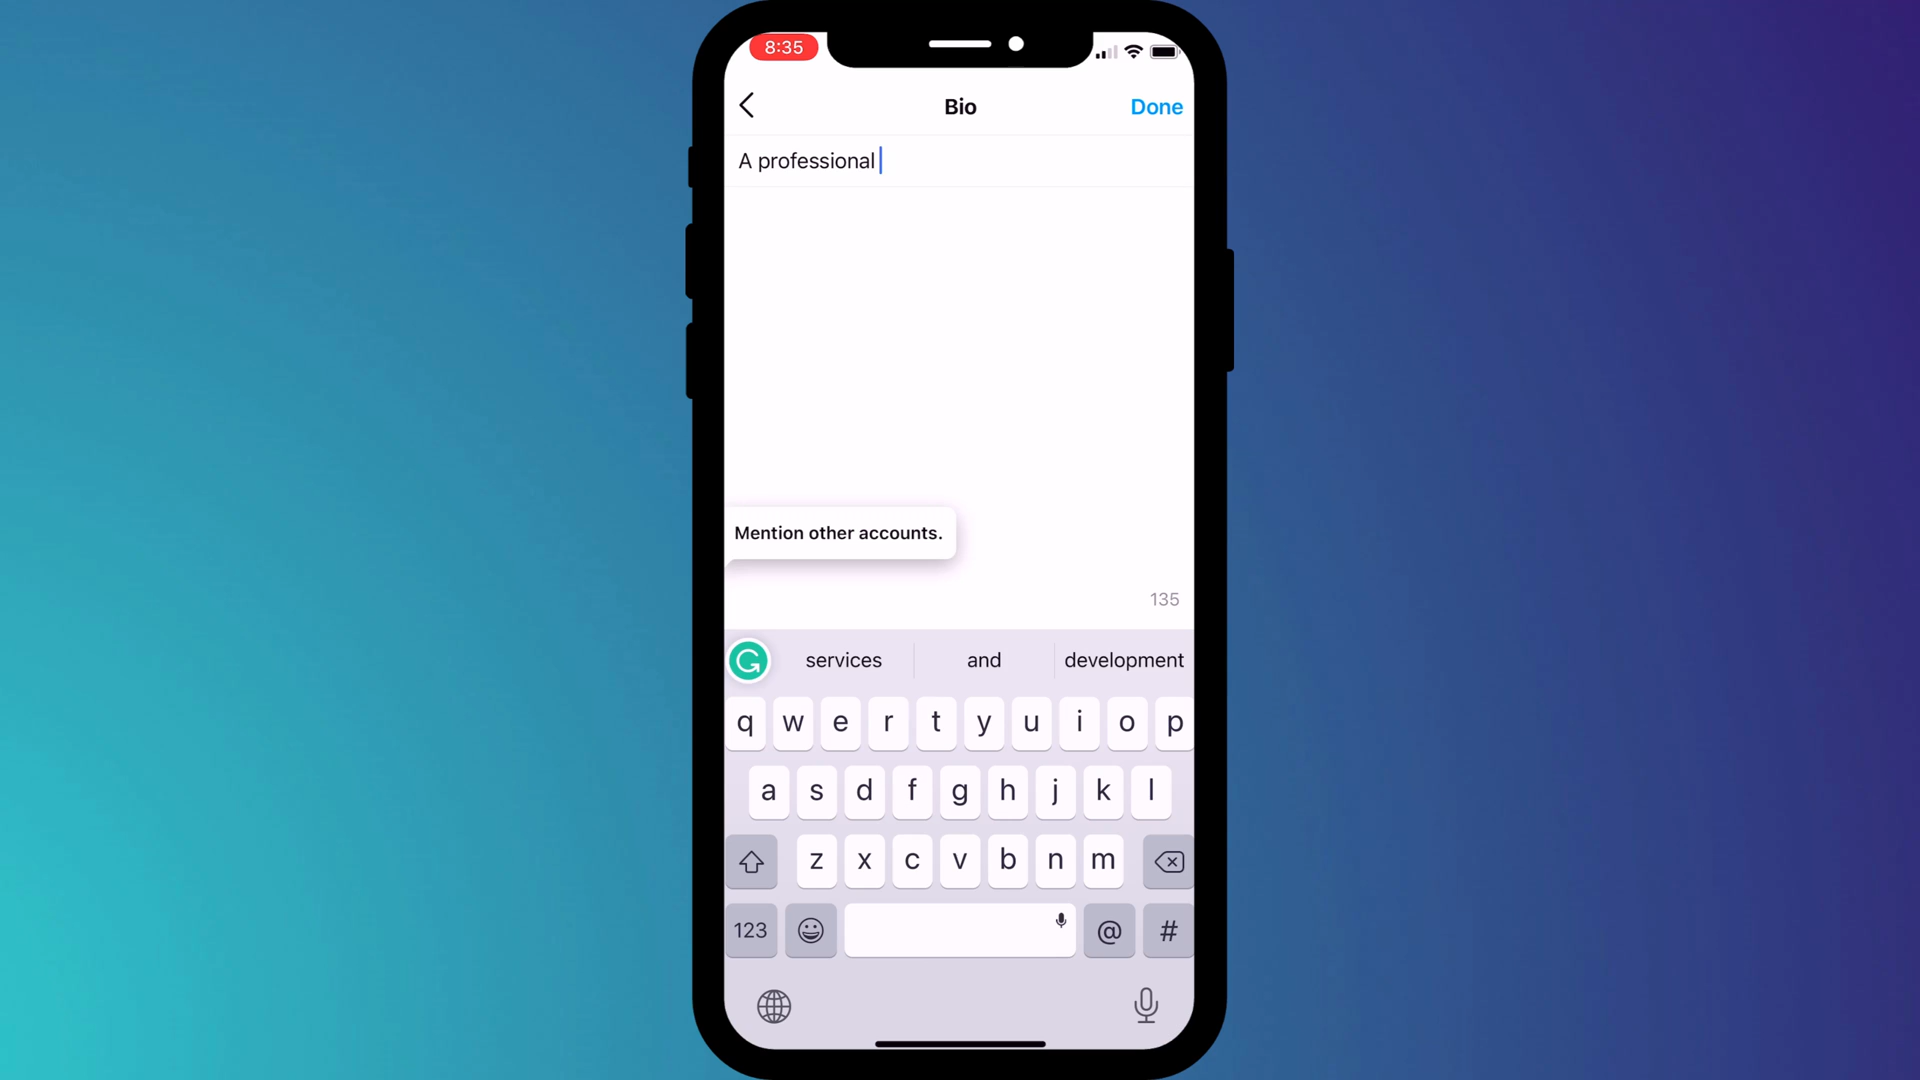 8:35
Bio Done
A professional
Mention other accounts.
135
services and development
q w e r t y u i o p
a s d f g h j k l
z x c v b n m
123 @ #